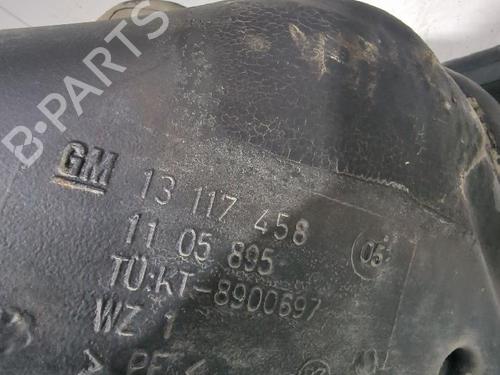 B-PARTS
GM 13 117 458
11 05 895
TÜ:KT-8900697
WZ 1